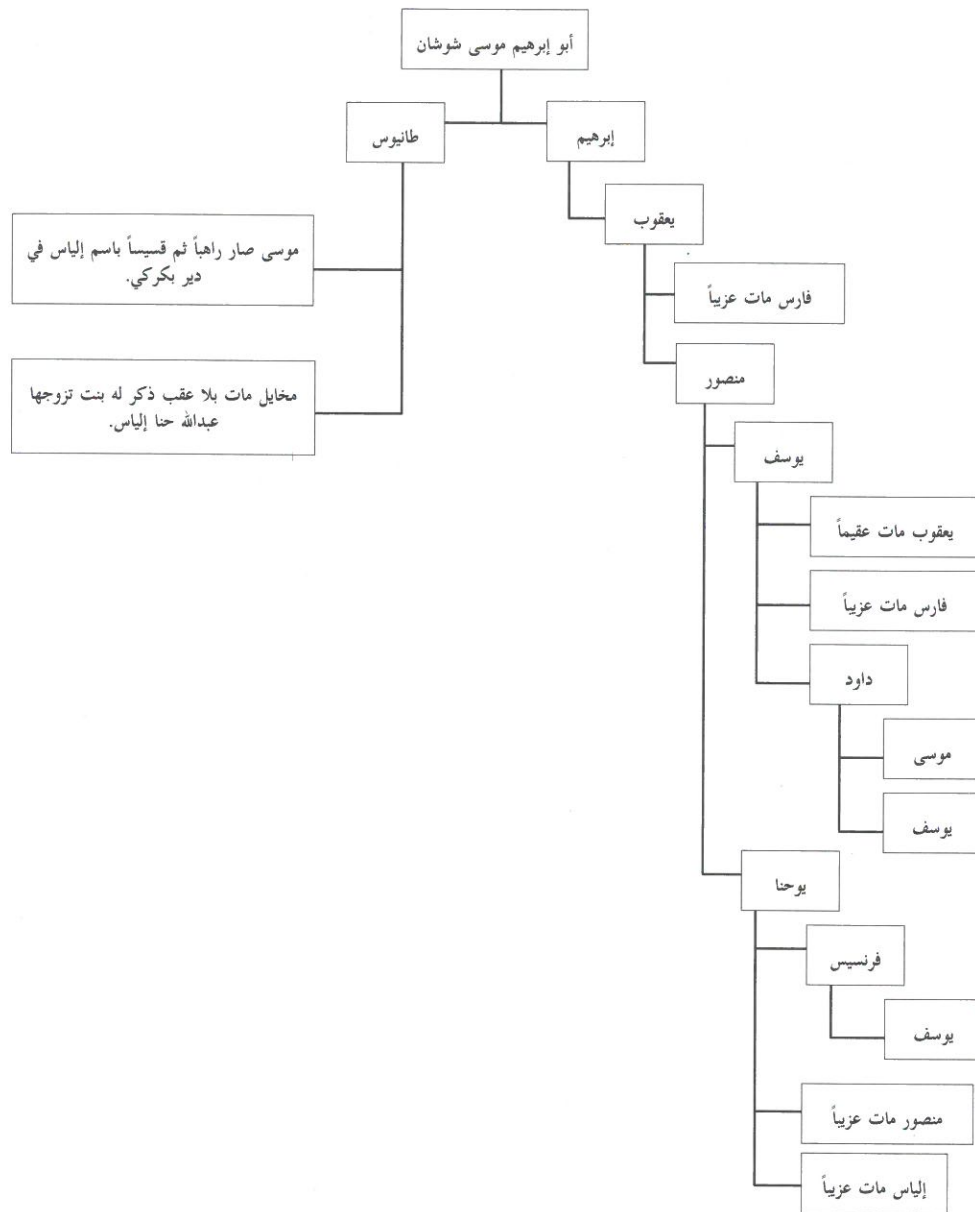 أبو إبرهيم موسى شوشان
إبرهيم
طانيوس
يعقوب
موسى صار راهباً ثم قسيساً باسم إلياس في
دير بكركي.
فارس مات عزيباً
منصور
مخايل مات بلا عقب ذكر له بنت تزوجها
عبدالله حنا إلياس.
يوسف
يعقوب مات عقيماً
فارس مات عزيباً
داود
موسى
يوسف
يوحنا
فرنسيس
يوسف
منصور مات عزيباً
إلياس مات عزيباً